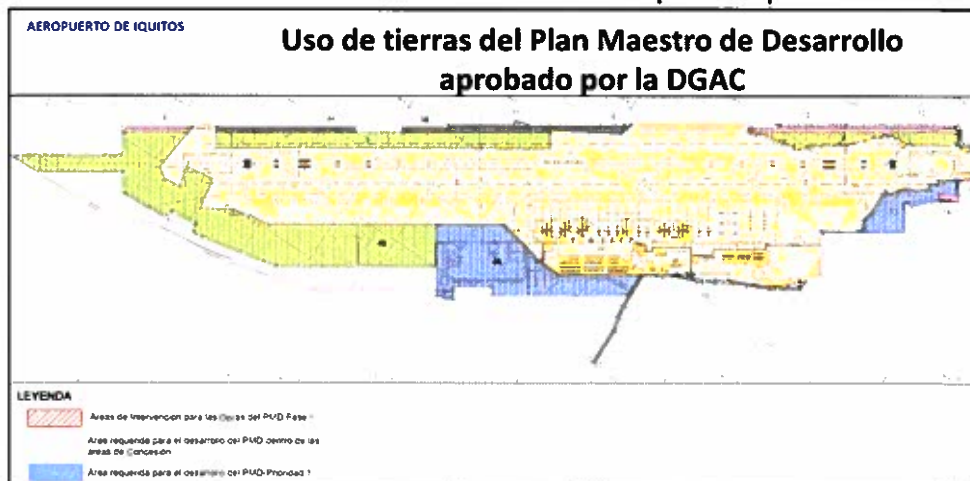 AEROPUERTO DE IQUITOS
Uso de tierras del Plan Maestro de Desarrollo
aprobado por la DGAC
LEYENDA
Áreas de Intervención para las Obras del PMD Fase
Área requerida para el desarrollo del PMD dentro de las
áreas de Concesión
Área requerida para el desarrollo del PMD-Prioridad 1